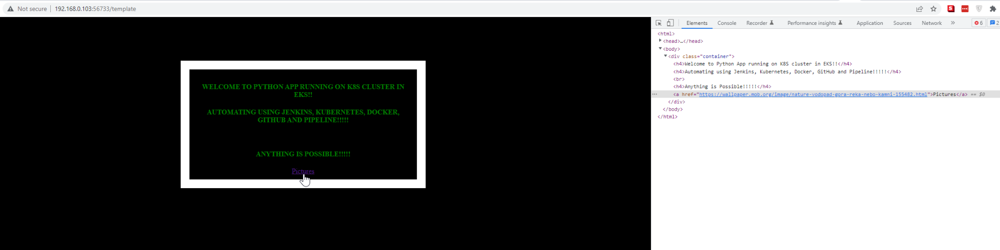 Not secure 192.168.0.103:56733/template
S
Elements Console Recorder Performance insights Application Sources Network » 6 2
WELCOME TO PYTHON APP RUNNING ON K8S CLUSTER IN
EKS!!
AUTOMATING USING JENKINS, KUBERNETES, DOCKER,
GITHUB AND PIPELINE!!!!!
ANYTHING IS POSSIBLE!!!!!
Pictures
<html>
<head>…</head>
<body>
<div class="container">
<h4>Welcome to Python App running on K8S cluster in EKS!!</h4>
<h4>Automating using Jenkins, Kubernetes, Docker, GitHub and Pipeline!!!!!</h4>
<br>
<h4>Anything is Possible!!!!!</h4>
<a href="https://wallpaper.mob.org/image/nature-vodopad-gora-reka-nebo-kamni-155482.html">Pictures</a> == $0
</div>
</body>
</html>